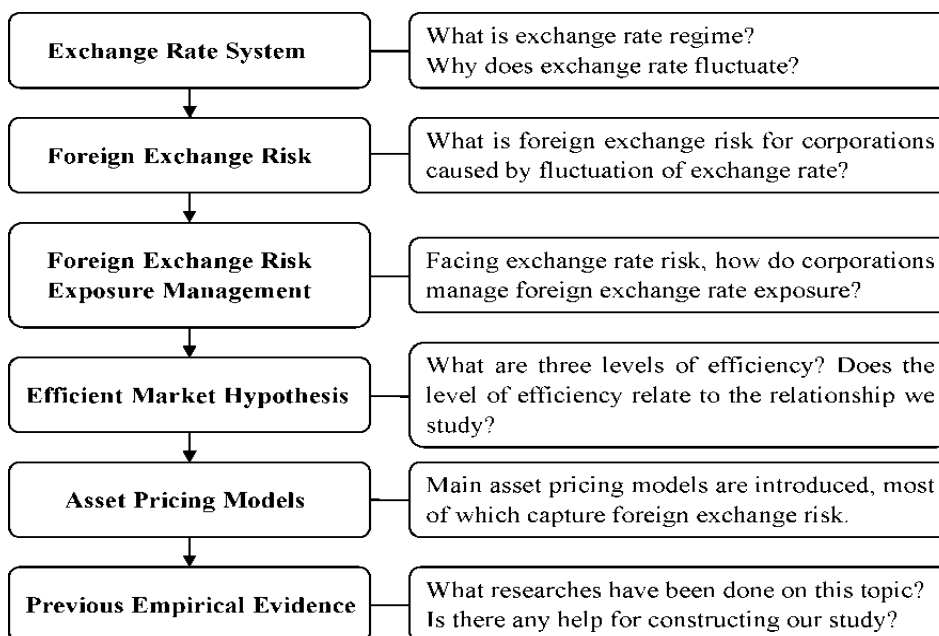 Exchange Rate System
What is exchange rate regime?
Why does exchange rate fluctuate?
Foreign Exchange Risk
What is foreign exchange risk for corporations
caused by fluctuation of exchange rate?
Foreign Exchange Risk
Exposure Management
Facing exchange rate risk, how do corporations
manage foreign exchange rate exposure?
Efficient Market Hypothesis
What are three levels of efficiency? Does the
level of efficiency relate to the relationship we
study?
Asset Pricing Models
Main asset pricing models are introduced, most
of which capture foreign exchange risk.
Previous Empirical Evidence
What researches have been done on this topic?
Is there any help for constructing our study?